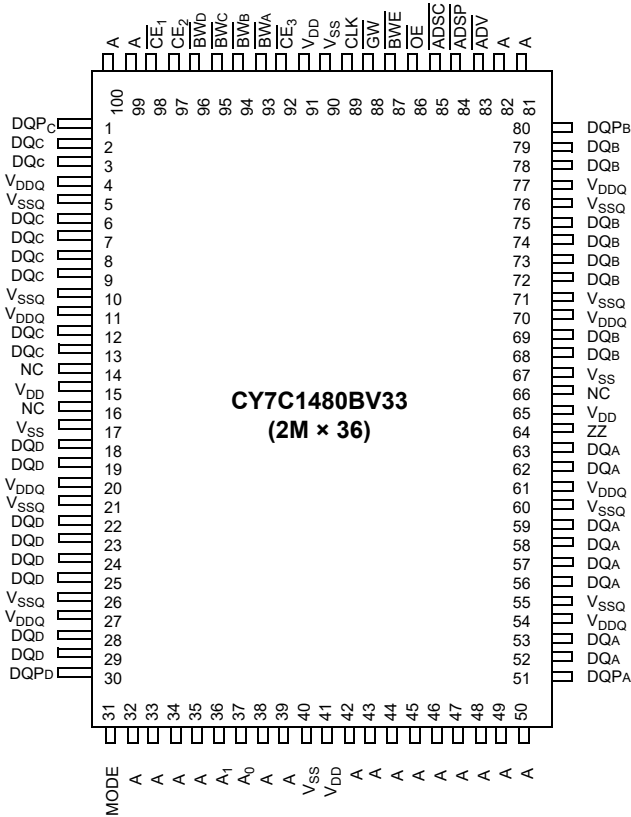 A A CE1 CE2 BWD BWC BWB BWA CE3 VDD VSS CLK GW BWE OE ADSC ADSP ADV A A
100 99 98 97 96 95 94 93 92 91 90 89 88 87 86 85 84 83 82 81
DQPC 1
DQC 2
DQC 3
VDDQ 4
VSSQ 5
DQC 6
DQC 7
DQC 8
DQC 9
VSSQ 10
VDDQ 11
DQC 12
DQC 13
NC 14
VDD 15
NC 16
VSS 17
DQD 18
DQD 19
VDDQ 20
VSSQ 21
DQD 22
DQD 23
DQD 24
DQD 25
VSSQ 26
VDDQ 27
DQD 28
DQD 29
DQPD 30
CY7C1480BV33
(2M × 36)
80 DQPB
79 DQB
78 DQB
77 VDDQ
76 VSSQ
75 DQB
74 DQB
73 DQB
72 DQB
71 VSSQ
70 VDDQ
69 DQB
68 DQB
67 VSS
66 NC
65 VDD
64 ZZ
63 DQA
62 DQA
61 VDDQ
60 VSSQ
59 DQA
58 DQA
57 DQA
56 DQA
55 VSSQ
54 VDDQ
53 DQA
52 DQA
51 DQPA
31 32 33 34 35 36 37 38 39 40 41 42 43 44 45 46 47 48 49 50
MODE A A A A A1 A0 A A VSS VDD A A A A A A A A A